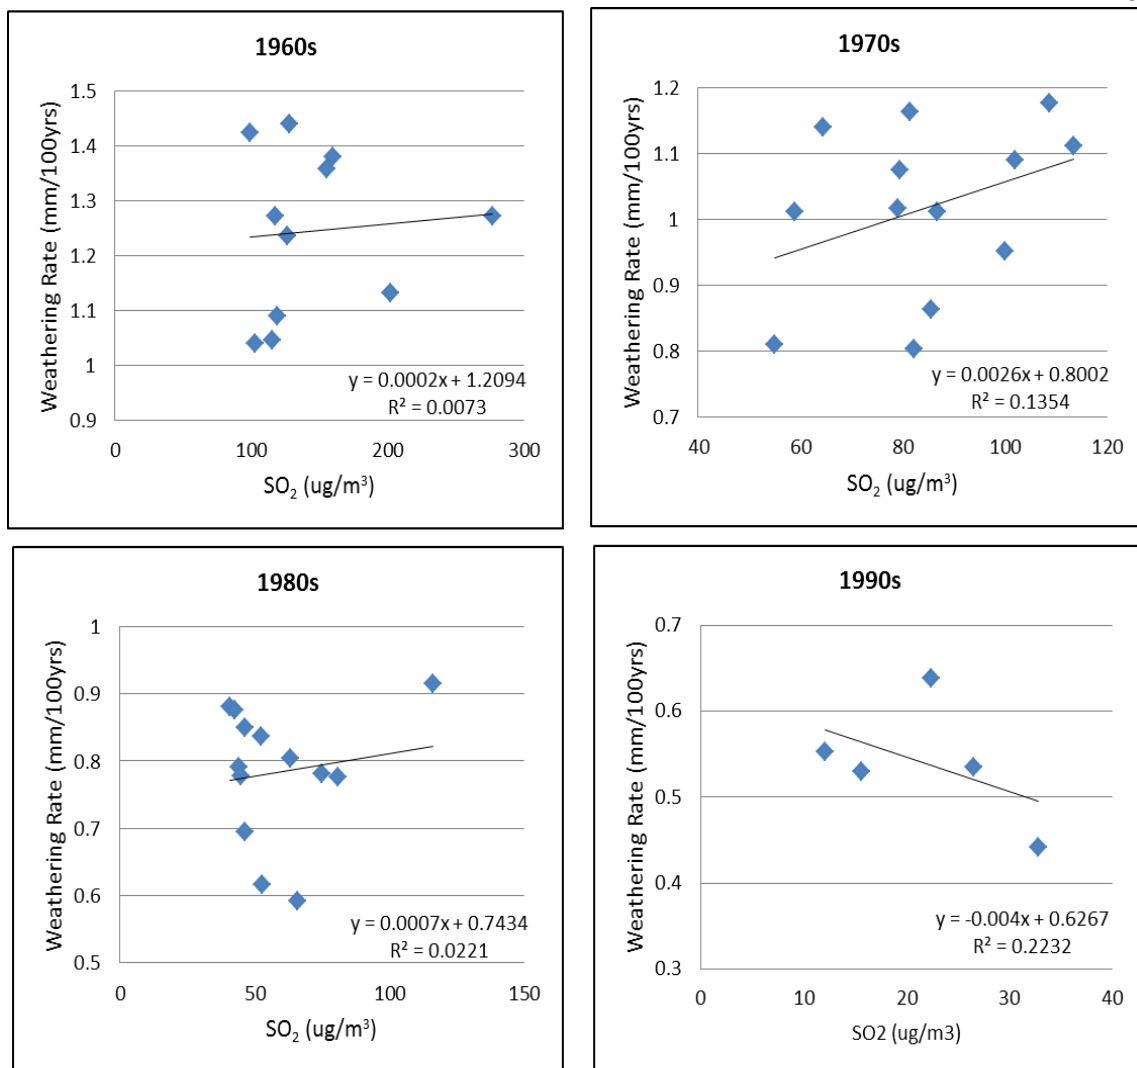 1960s
Weathering Rate (mm/100yrs)
1.5
1.4
1.3
1.2
1.1
1
0.9
y = 0.0002x + 1.2094
R² = 0.0073
0 100 200 300
SO₂ (ug/m³)
1970s
Weathering Rate (mm/100yrs)
1.2
1.1
1
0.9
0.8
0.7
y = 0.0026x + 0.8002
R² = 0.1354
40 60 80 100 120
SO₂ (ug/m³)
1980s
Weathering Rate (mm/100yrs)
1
0.9
0.8
0.7
0.6
0.5
y = 0.0007x + 0.7434
R² = 0.0221
0 50 100 150
SO₂ (ug/m³)
1990s
Weathering Rate (mm/100yrs)
0.7
0.6
0.5
0.4
0.3
y = -0.004x + 0.6267
R² = 0.2232
0 10 20 30 40
SO2 (ug/m3)